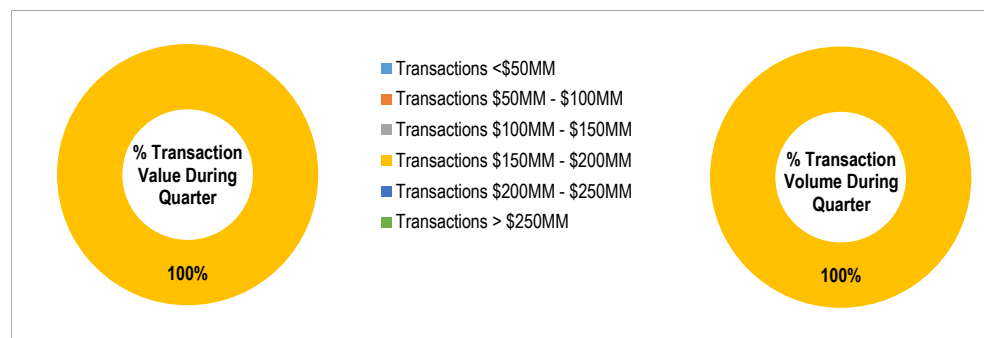 % Transaction
Value During
Quarter
100%
Transactions <$50MM
Transactions $50MM - $100MM
Transactions $100MM - $150MM
Transactions $150MM - $200MM
Transactions $200MM - $250MM
Transactions > $250MM
% Transaction
Volume During
Quarter
100%